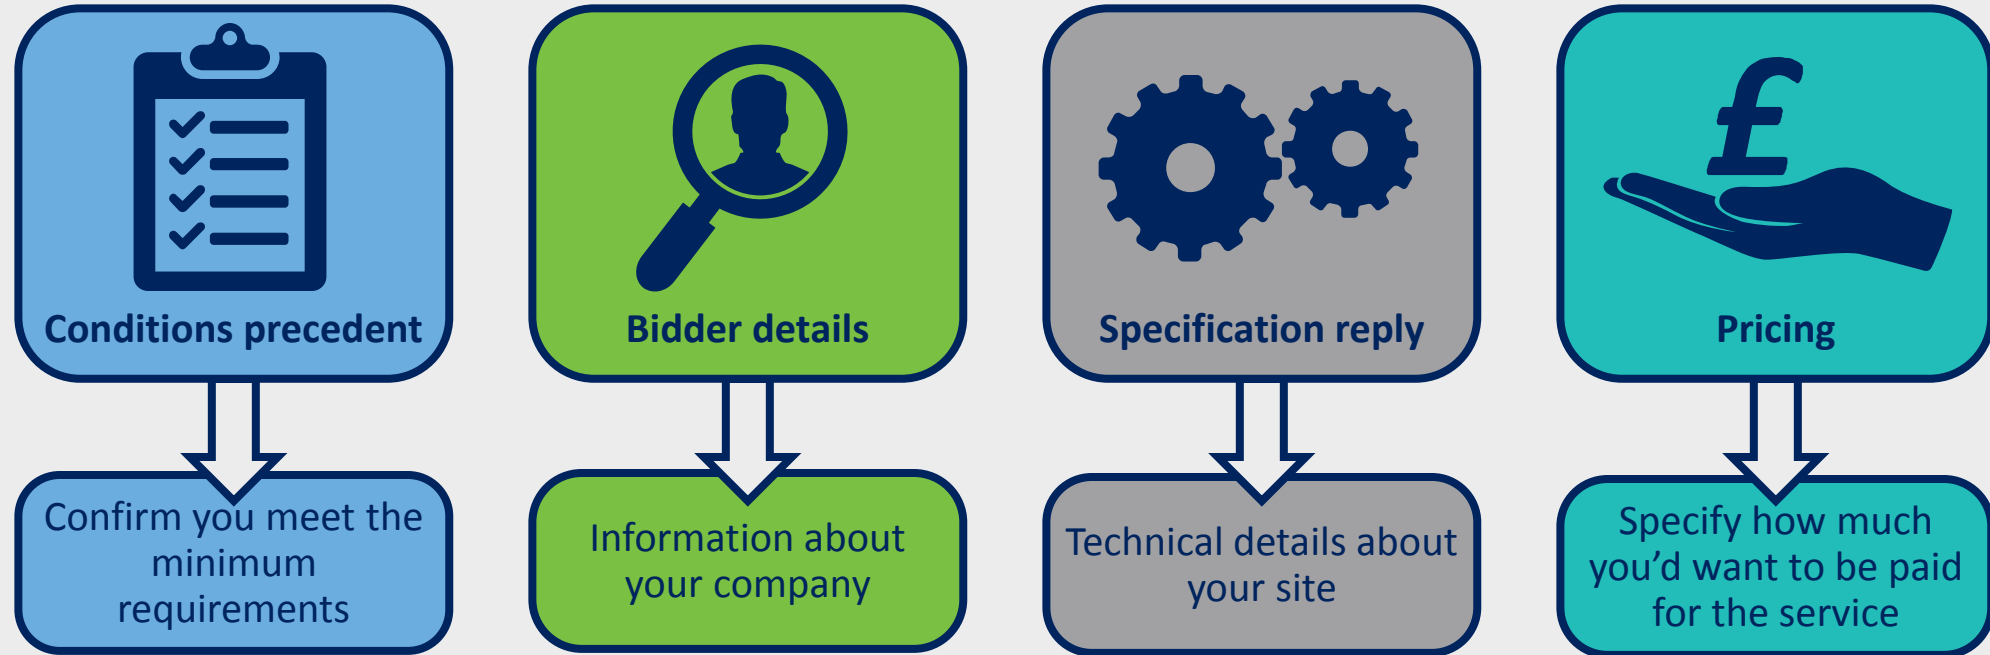 Conditions precedent
Confirm you meet the
minimum
requirements
Bidder details
Information about
your company
Specification reply
Technical details about
your site
£
Pricing
Specify how much
you’d want to be paid
for the service